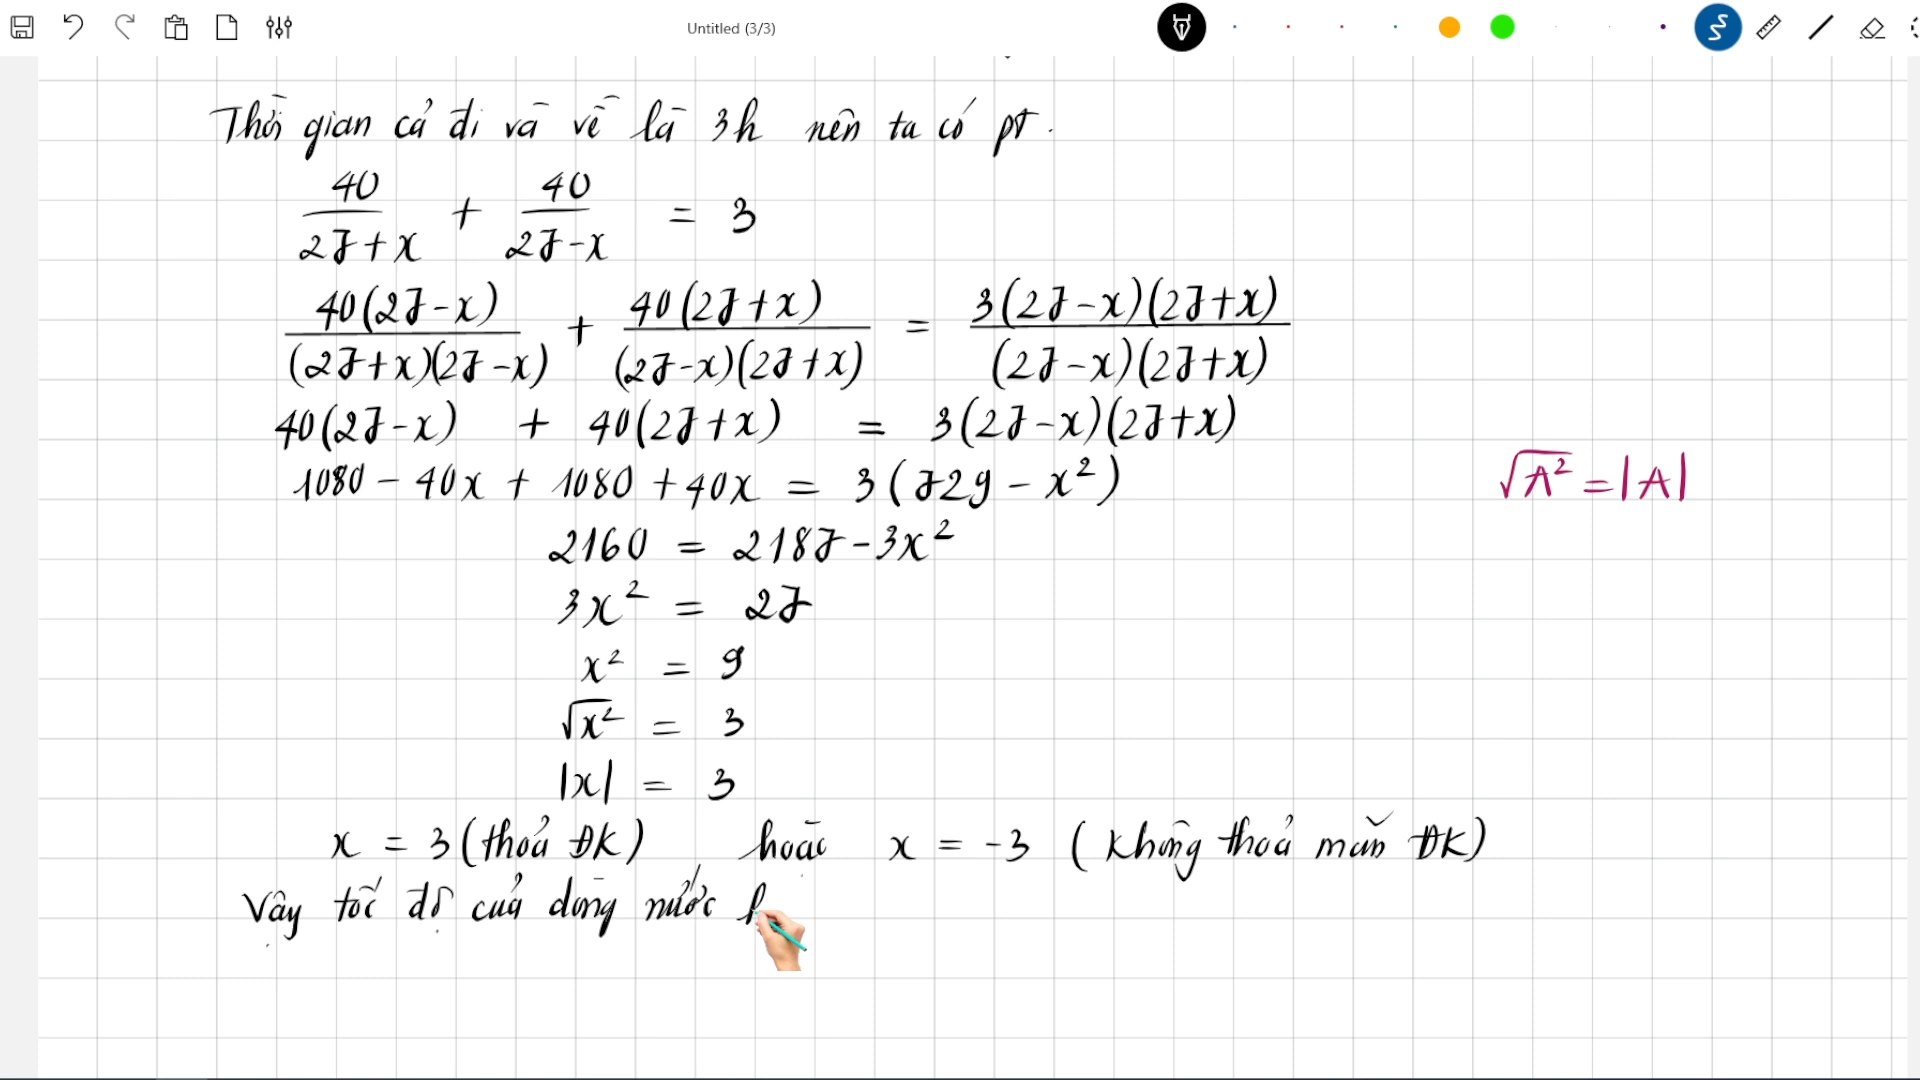 Untitled (3/3)
Thời gian cả đi và về là 3h nên ta có pt.
40/(27+x) + 40/(27-x) = 3
40(27-x)/((27+x)(27-x)) + 40(27+x)/((27-x)(27+x)) = 3(27-x)(27+x)/((27-x)(27+x))
40(27-x) + 40(27+x) = 3(27-x)(27+x)
1080 - 40x + 1080 + 40x = 3(729 - x²)
√A² = |A|
2160 = 2187 - 3x²
3x² = 27
x² = 9
√x² = 3
|x| = 3
x = 3 (thoả ĐK) hoặc x = -3 (không thoả mãn ĐK)
Vậy tốc độ của dòng nước